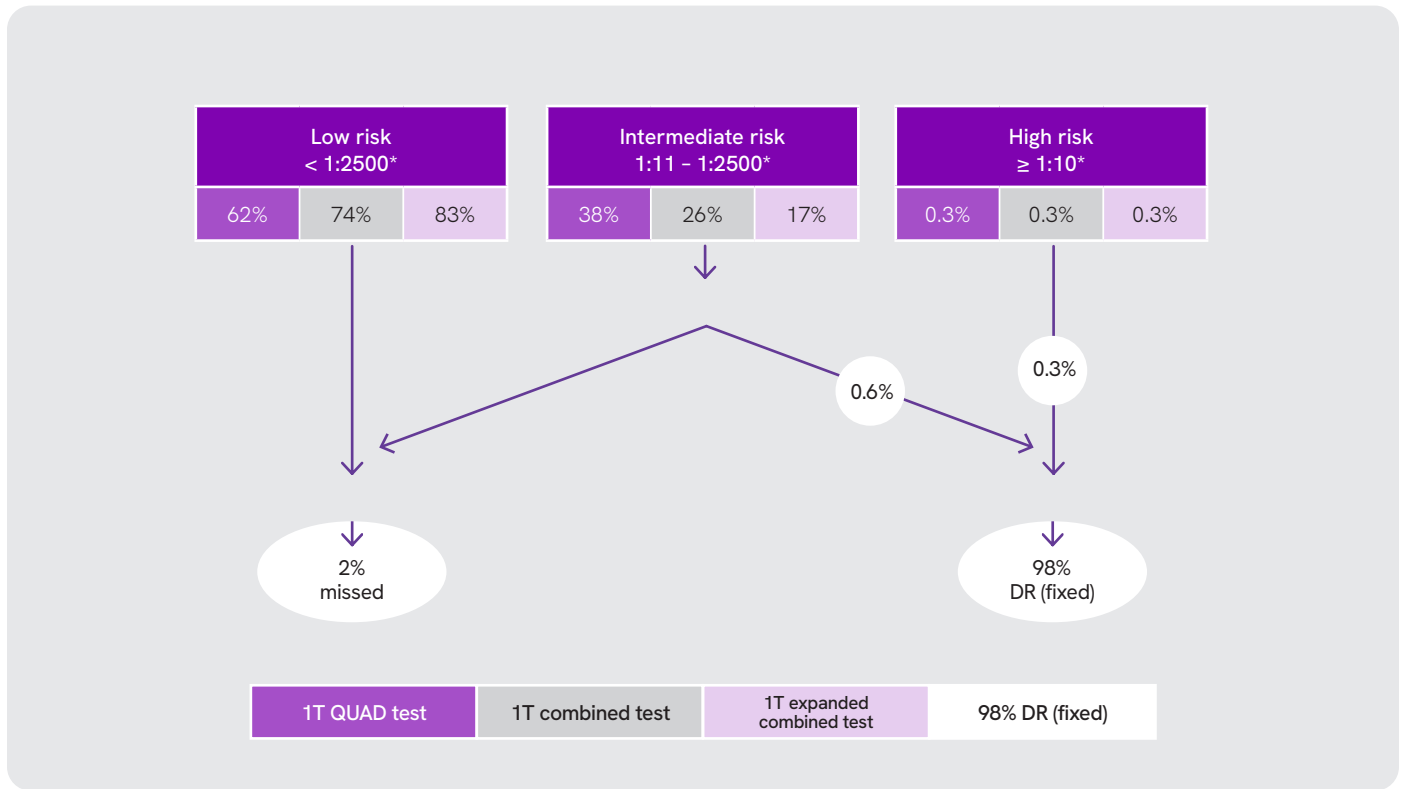 Low risk
< 1:2500*
Intermediate risk
1:11 – 1:2500*
High risk
≥ 1:10*
62% 74% 83%
38% 26% 17%
0.3% 0.3% 0.3%
0.6%
0.3%
2%
missed
98%
DR (fixed)
1T QUAD test
1T combined test
1T expanded
combined test
98% DR (fixed)